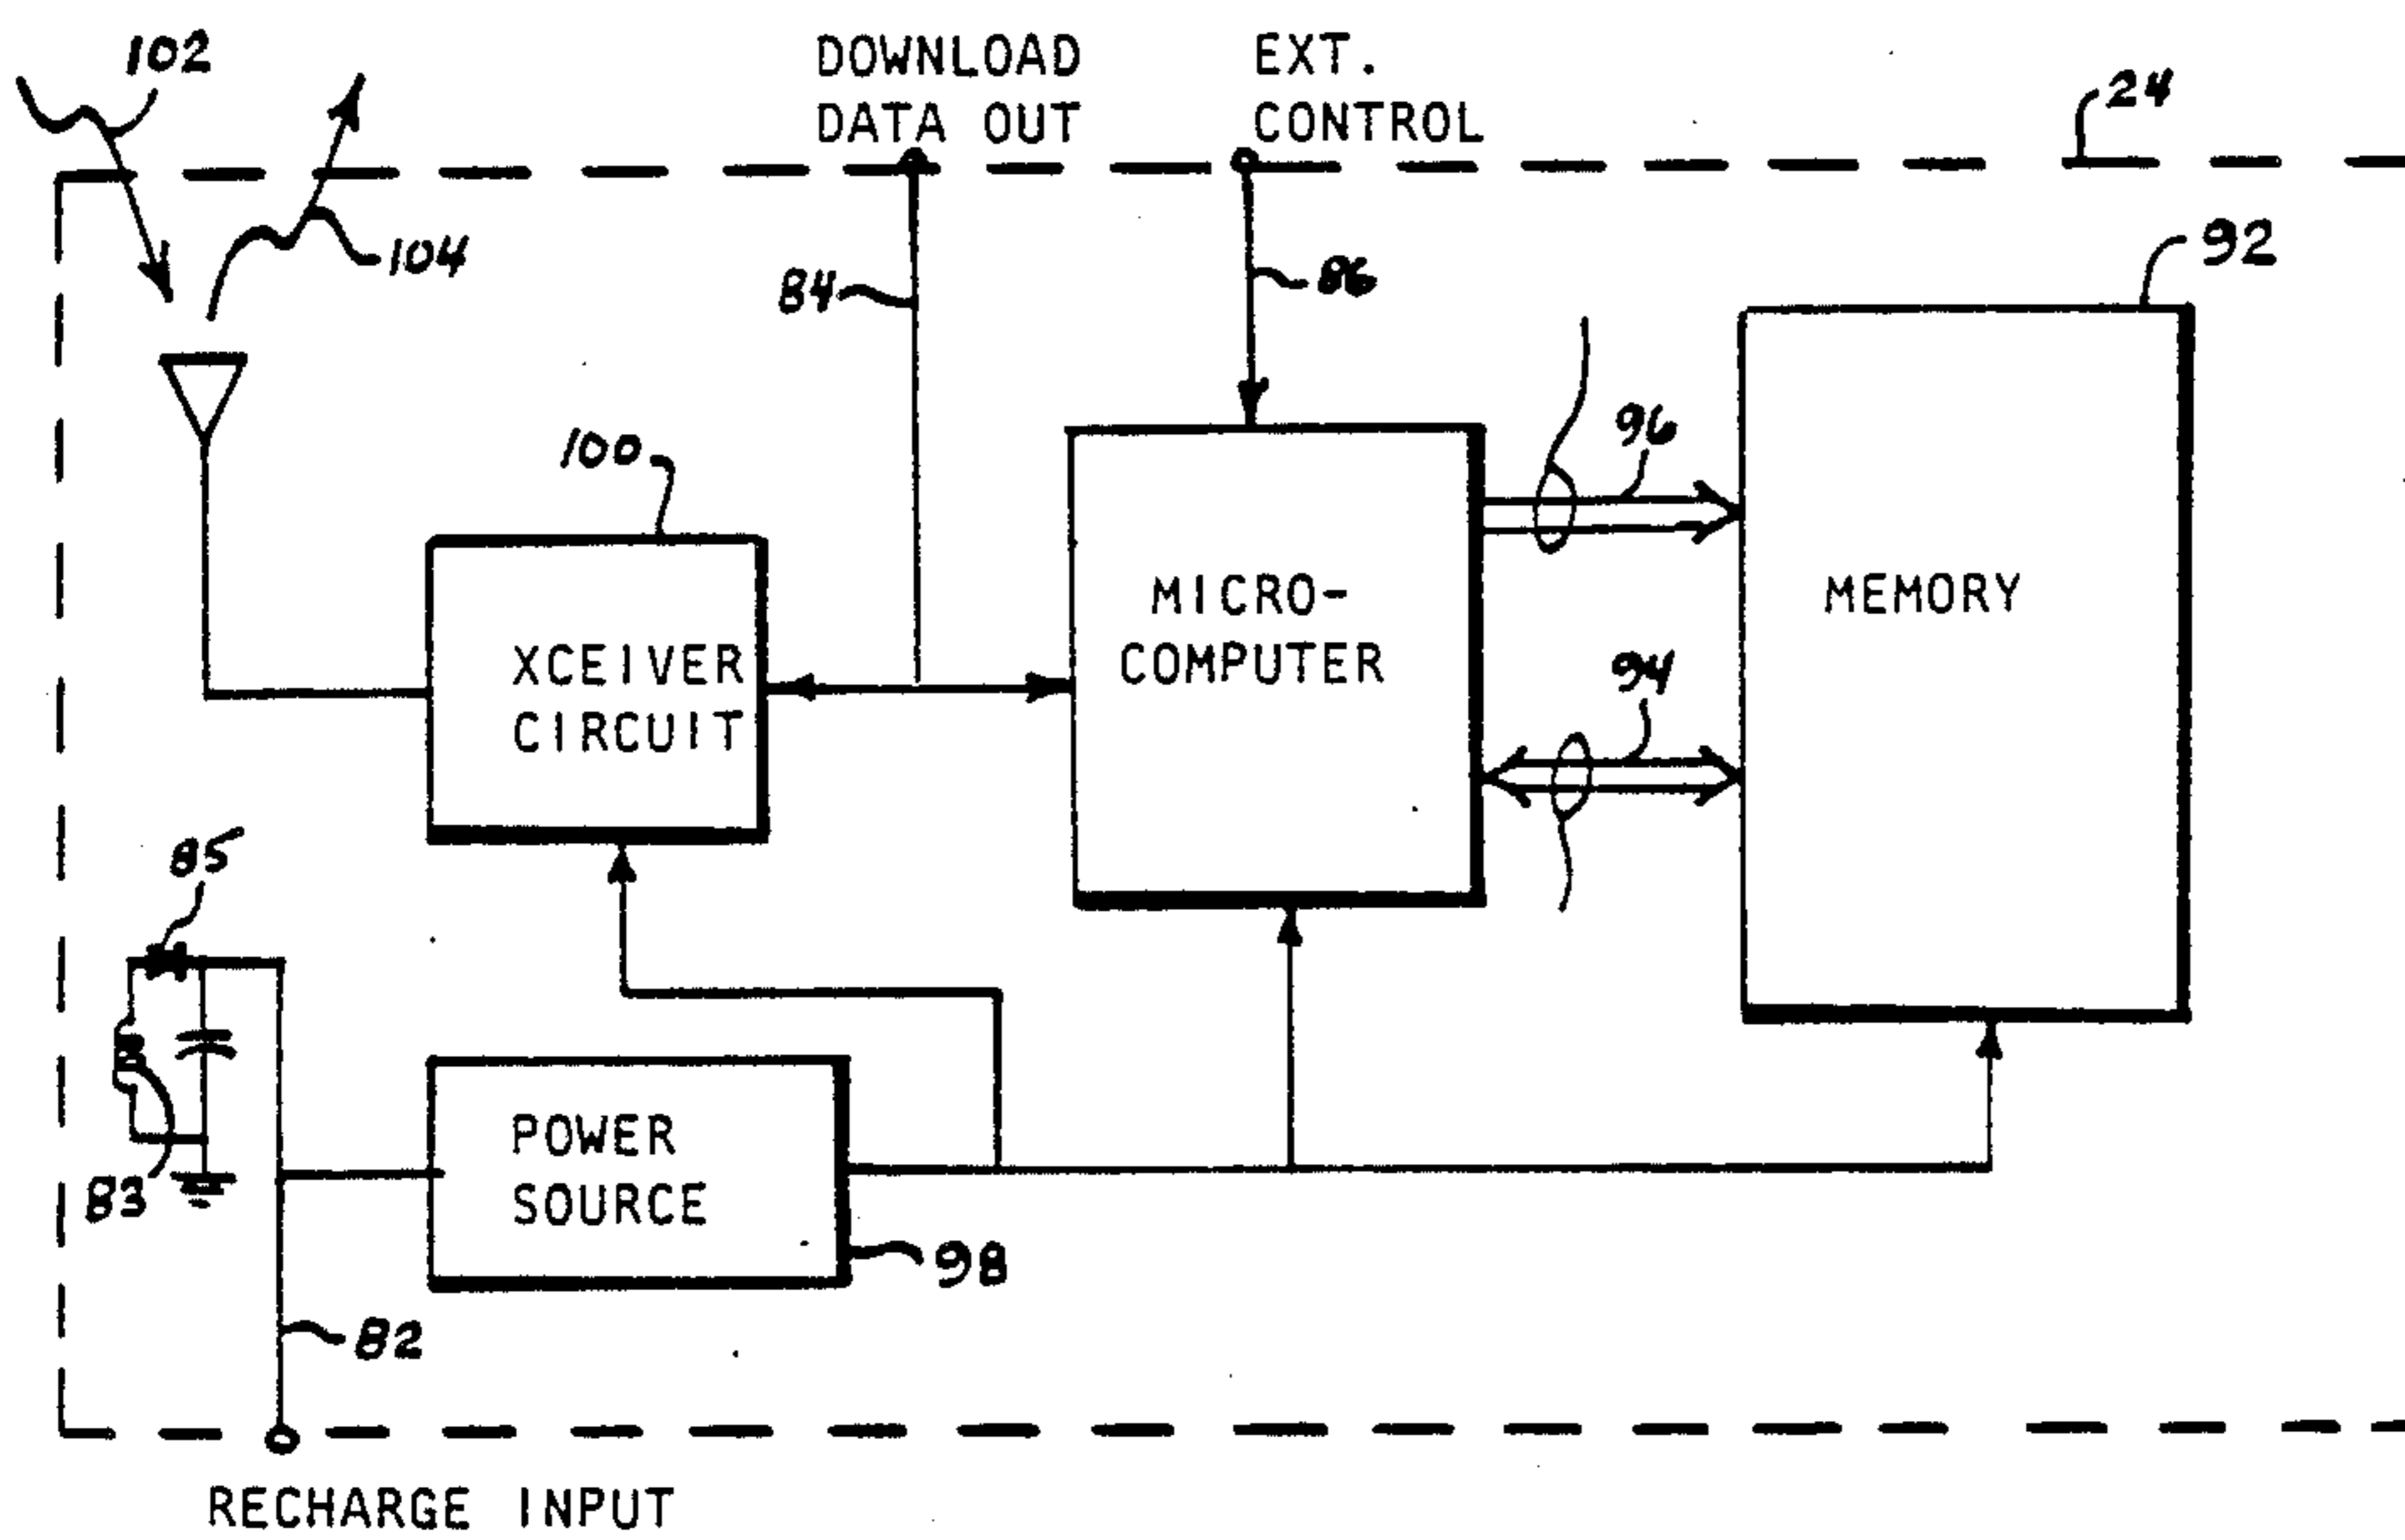 102
DOWNLOAD
DATA OUT
EXT.
CONTROL
24
104
84
86
92
100
96
XCEIVER
CIRCUIT
MICRO-
COMPUTER
MEMORY
94
85
83
POWER
SOURCE
98
82
RECHARGE INPUT